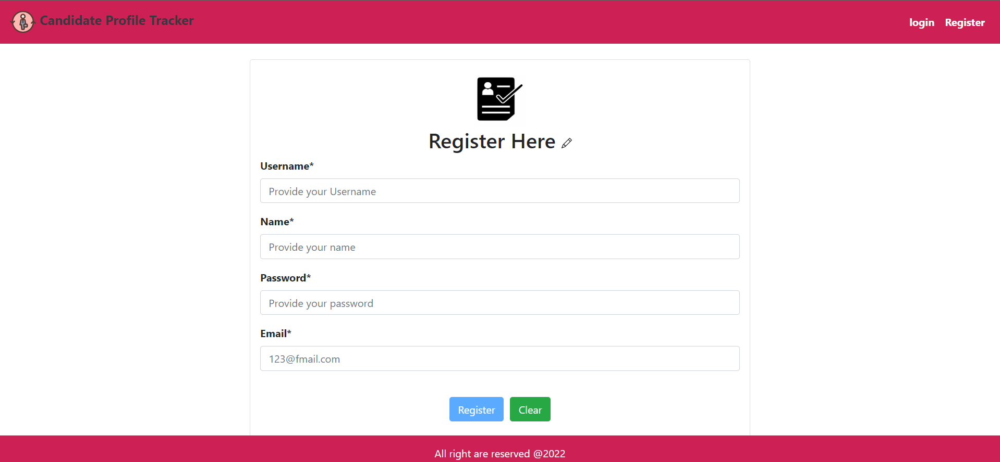 Candidate Profile Tracker
login Register
Register Here
Username*
Provide your Username
Name*
Provide your name
Password*
Provide your password
Email*
123@fmail.com
Register Clear
All right are reserved @2022